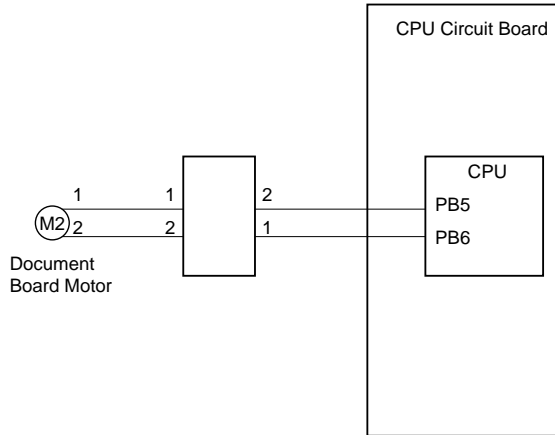 CPU Circuit Board
CPU
1 1 2
PB5
M2
2 2 1
PB6
Document
Board Motor